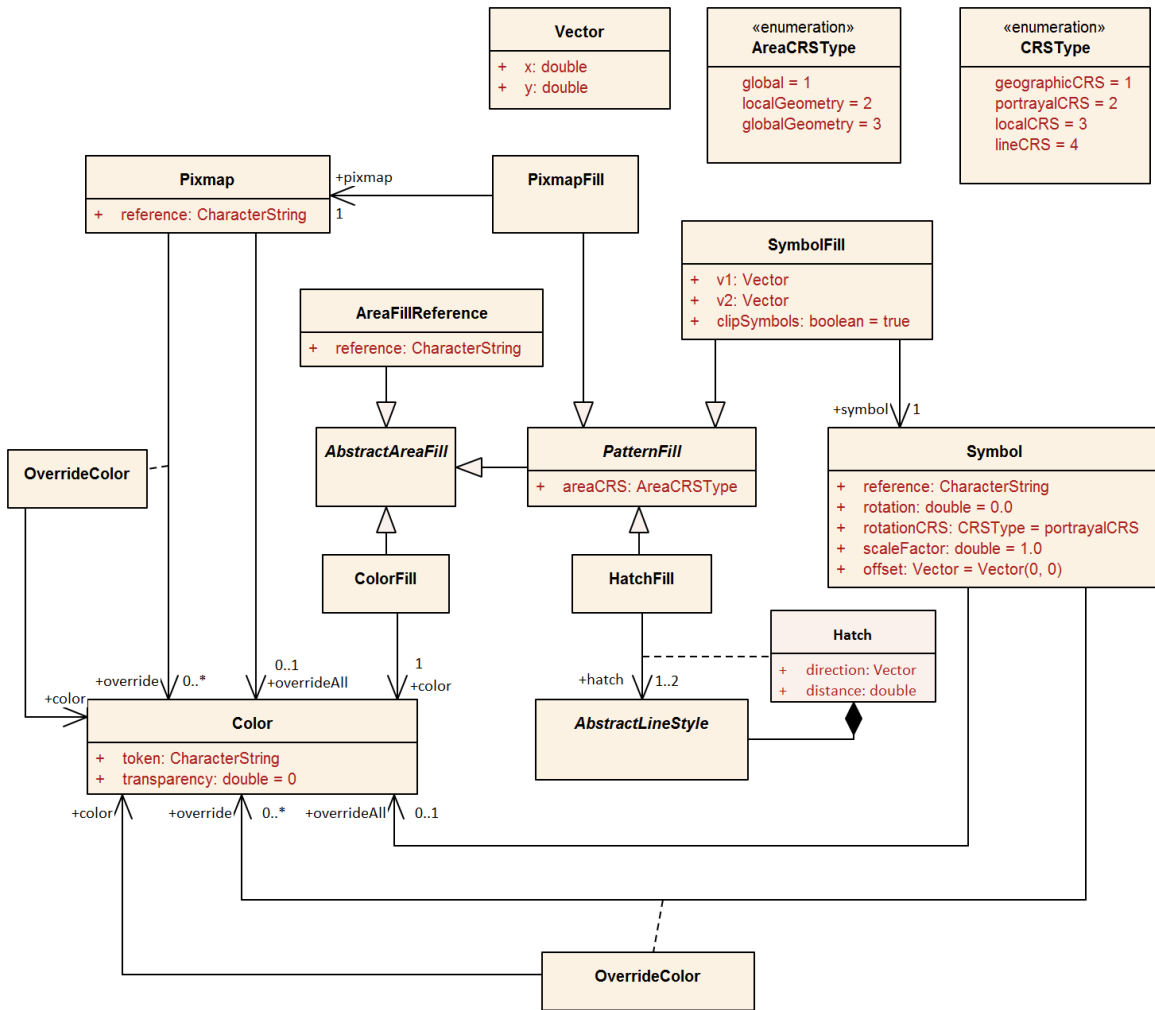 Vector
+ x: double
+ y: double
«enumeration»
AreaCRSType
global = 1
localGeometry = 2
globalGeometry = 3
«enumeration»
CRSType
geographicCRS = 1
portrayalCRS = 2
localCRS = 3
lineCRS = 4
Pixmap
+ reference: CharacterString
+pixmap
1
PixmapFill
SymbolFill
+ v1: Vector
+ v2: Vector
+ clipSymbols: boolean = true
AreaFillReference
+ reference: CharacterString
+symbol
1
OverrideColor
AbstractAreaFill
PatternFill
+ areaCRS: AreaCRSType
Symbol
+ reference: CharacterString
+ rotation: double = 0.0
+ rotationCRS: CRSType = portrayalCRS
+ scaleFactor: double = 1.0
+ offset: Vector = Vector(0, 0)
ColorFill
HatchFill
Hatch
+ direction: Vector
+ distance: double
+color
+override
0..*
0..1
+overrideAll
1
+color
+hatch
1..2
Color
+ token: CharacterString
+ transparency: double = 0
AbstractLineStyle
+color
+override
0..*
+overrideAll
0..1
OverrideColor